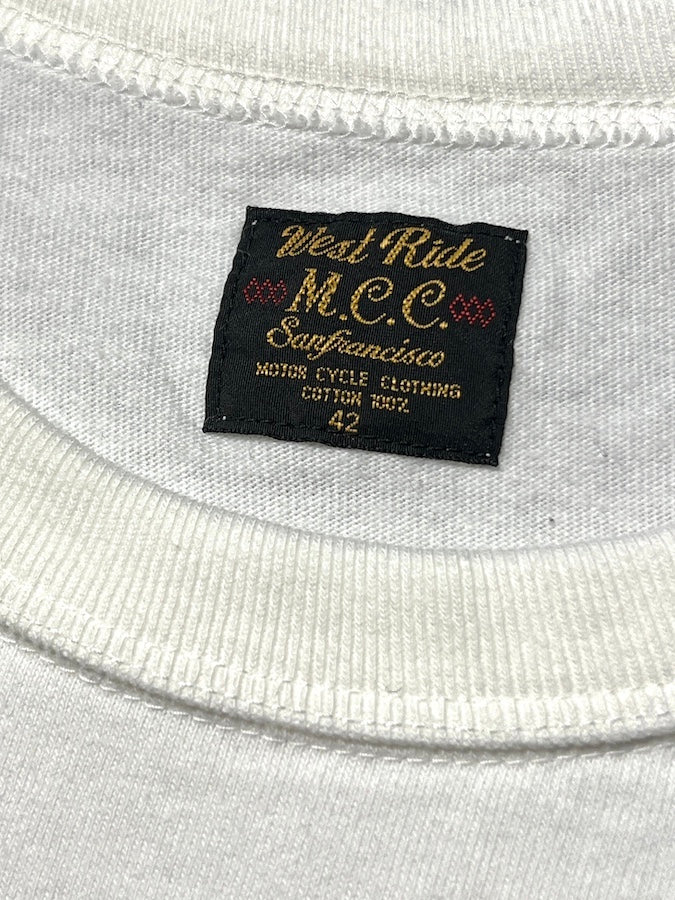 West Ride
M.C.C.
Sanfrancisco
MOTOR CYCLE CLOTHING
COTTON 100%
42